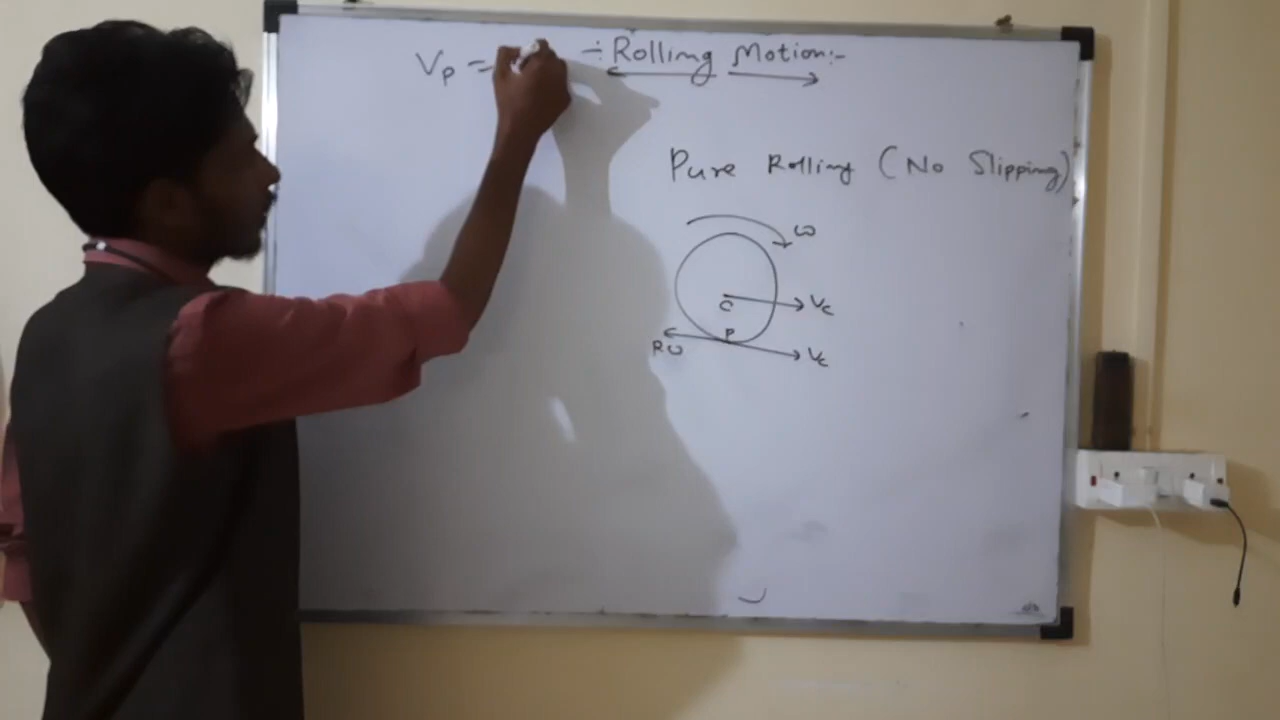 Vp =
÷ Rolling Motion:-
Pure Rolling (No Slipping)
ω
C
Vc
P
Rω
Vc